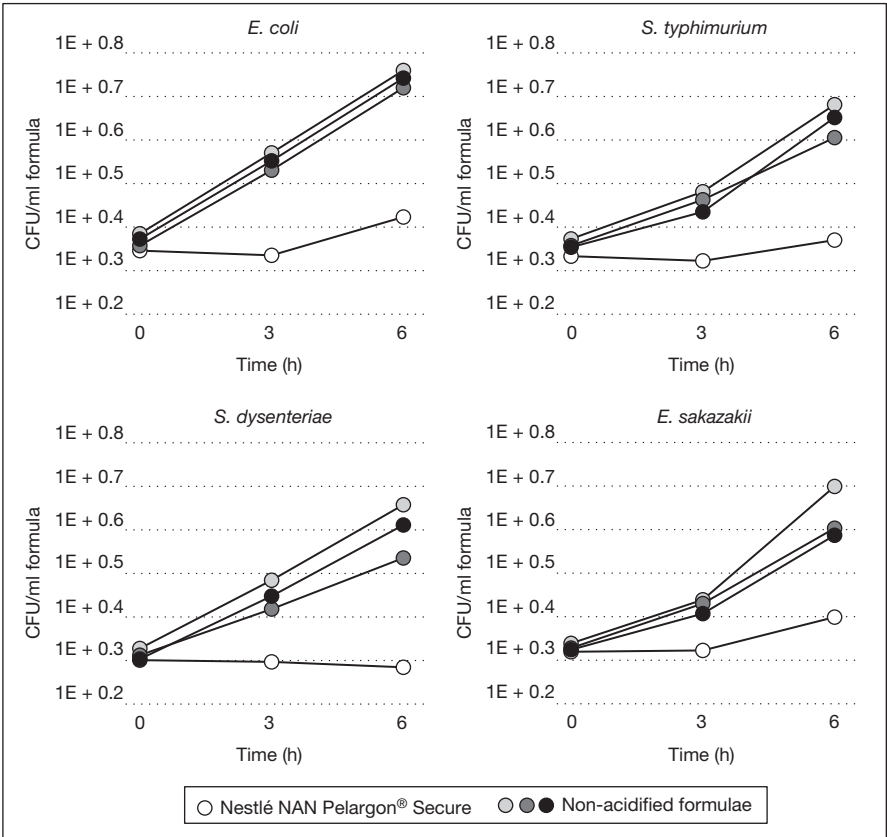 E. coli
1E + 0.8
1E + 0.7
1E + 0.6
1E + 0.5
1E + 0.4
1E + 0.3
1E + 0.2
CFU/ml formula
0 3 6
Time (h)
S. typhimurium
1E + 0.8
1E + 0.7
1E + 0.6
1E + 0.5
1E + 0.4
1E + 0.3
1E + 0.2
CFU/ml formula
0 3 6
Time (h)
S. dysenteriae
1E + 0.8
1E + 0.7
1E + 0.6
1E + 0.5
1E + 0.4
1E + 0.3
1E + 0.2
CFU/ml formula
0 3 6
Time (h)
E. sakazakii
1E + 0.8
1E + 0.7
1E + 0.6
1E + 0.5
1E + 0.4
1E + 0.3
1E + 0.2
CFU/ml formula
0 3 6
Time (h)
Nestlé NAN Pelargon® Secure Non-acidified formulae